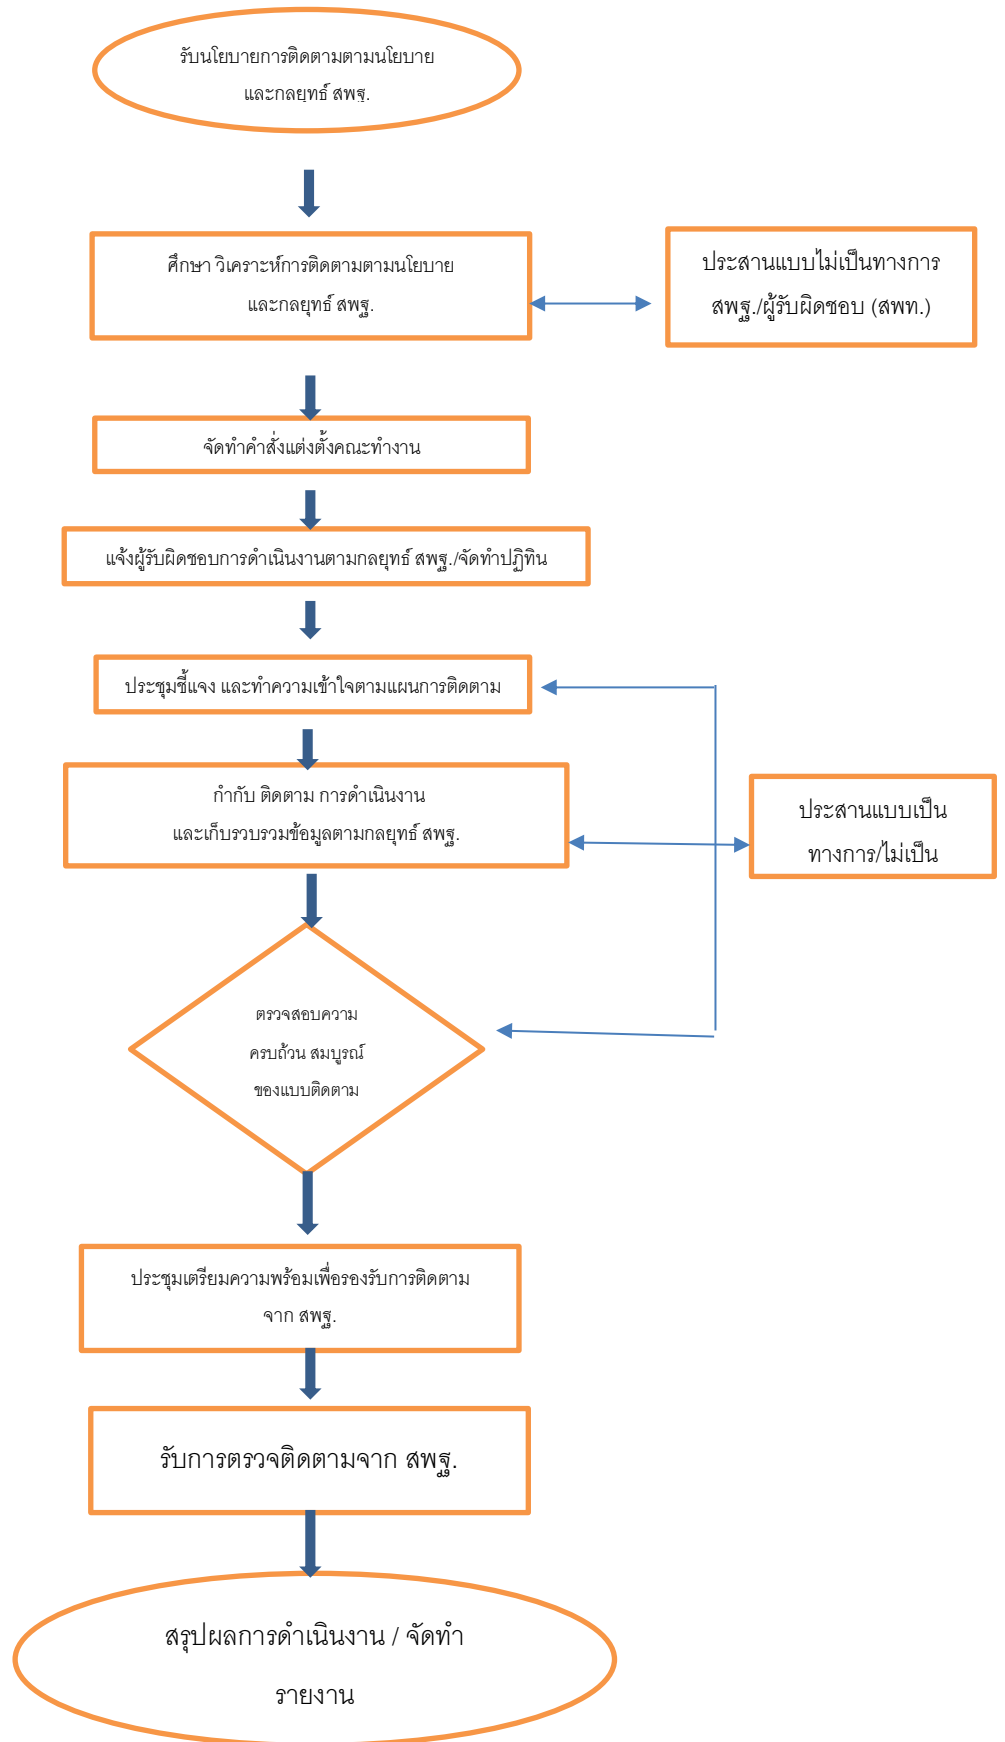 รับนโยบายการติดตามตามนโยบาย
และกลยุทธ์ สพฐ.
ศึกษา วิเคราะห์การติดตามตามนโยบาย
และกลยุทธ์ สพฐ.
ประสานแบบไม่เป็นทางการ
สพฐ./ผู้รับผิดชอบ (สพท.)
จัดทำคำสั่งแต่งตั้งคณะทำงาน
แจ้งผู้รับผิดชอบการดำเนินงานตามกลยุทธ์ สพฐ./จัดทำปฏิทิน
ประชุมชี้แจง และทำความเข้าใจตามแผนการติดตาม
กำกับ ติดตาม การดำเนินงาน
และเก็บรวบรวมข้อมูลตามกลยุทธ์ สพฐ.
ประสานแบบเป็น
ทางการ/ไม่เป็น
ตรวจสอบความ
ครบถ้วน สมบูรณ์
ของแบบติดตาม
ประชุมเตรียมความพร้อมเพื่อรองรับการติดตาม
จาก สพฐ.
รับการตรวจติดตามจาก สพฐ.
สรุปผลการดำเนินงาน / จัดทำ
รายงาน